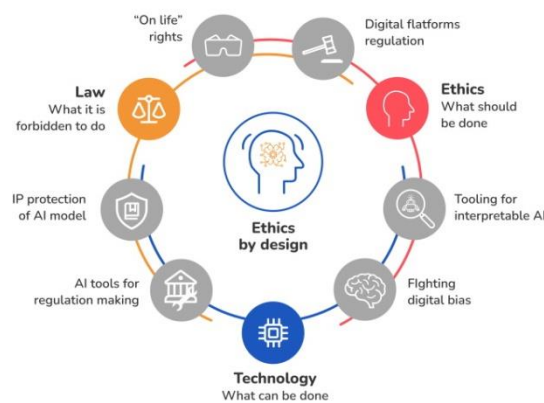 “On life”
rights
Digital flatforms
regulation
Law
What it is
forbidden to do
Ethics
What should
be done
IP protection
of AI model
Ethics
by design
Tooling for
interpretable AI
AI tools for
regulation making
FIghting
digital bias
Technology
What can be done